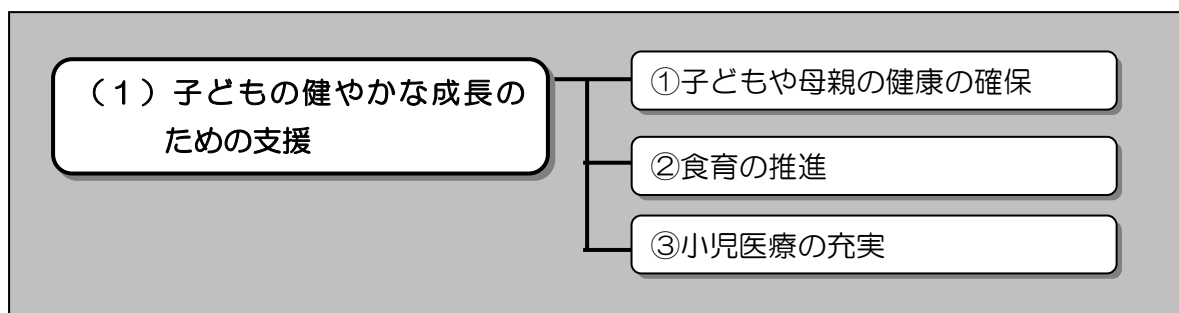 (1)子どもの健やかな成長の
ための支援
①子どもや母親の健康の確保
②食育の推進
③小児医療の充実